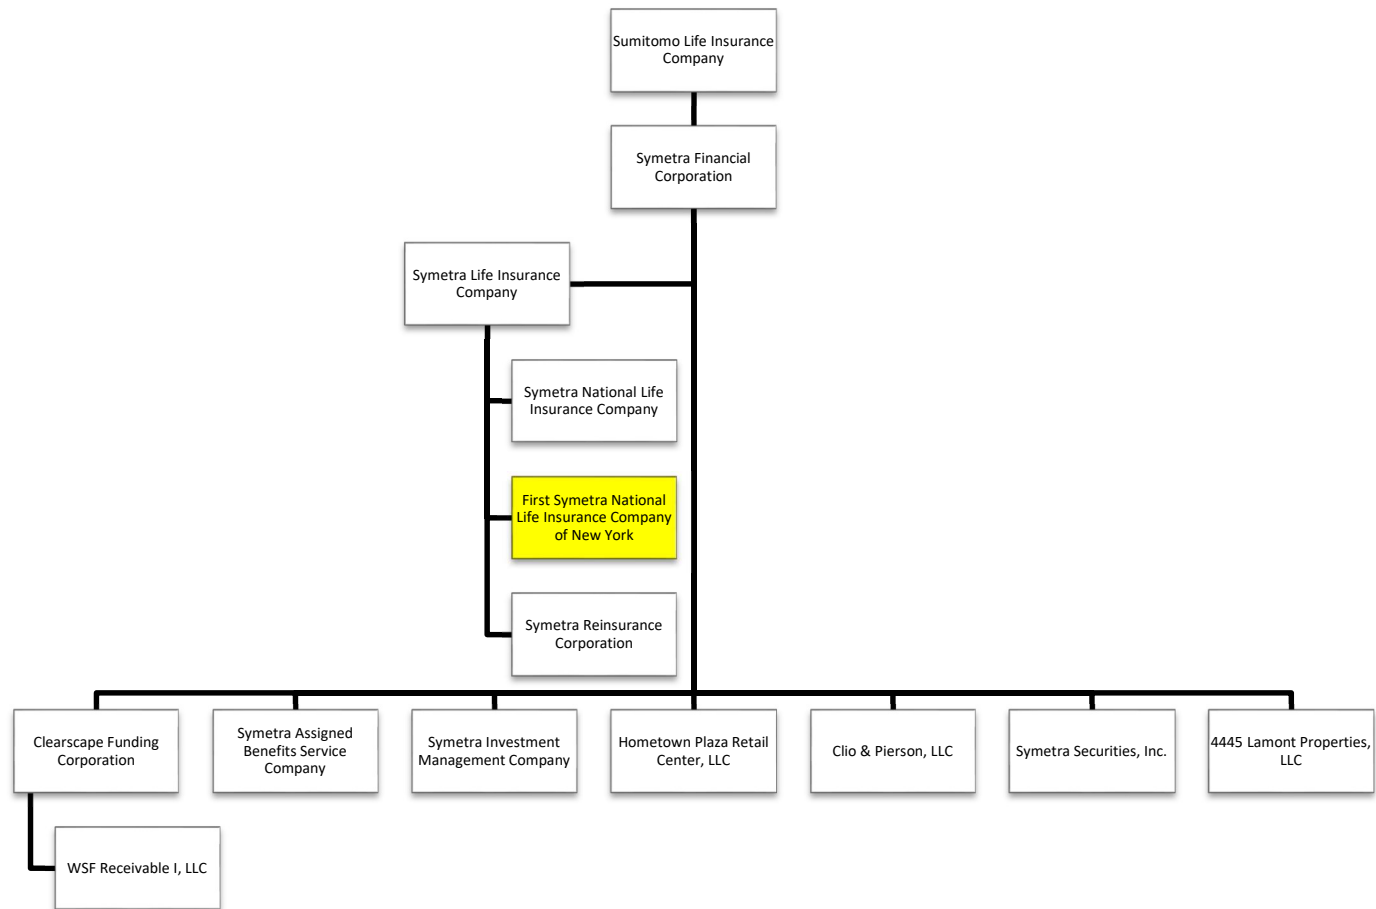 Sumitomo Life Insurance
Company
Symetra Financial
Corporation
Symetra Life Insurance
Company
Symetra National Life
Insurance Company
First Symetra National
Life Insurance Company
of New York
Symetra Reinsurance
Corporation
Clearscape Funding
Corporation
Symetra Assigned
Benefits Service
Company
Symetra Investment
Management Company
Hometown Plaza Retail
Center, LLC
Clio & Pierson, LLC
Symetra Securities, Inc.
4445 Lamont Properties,
LLC
WSF Receivable I, LLC